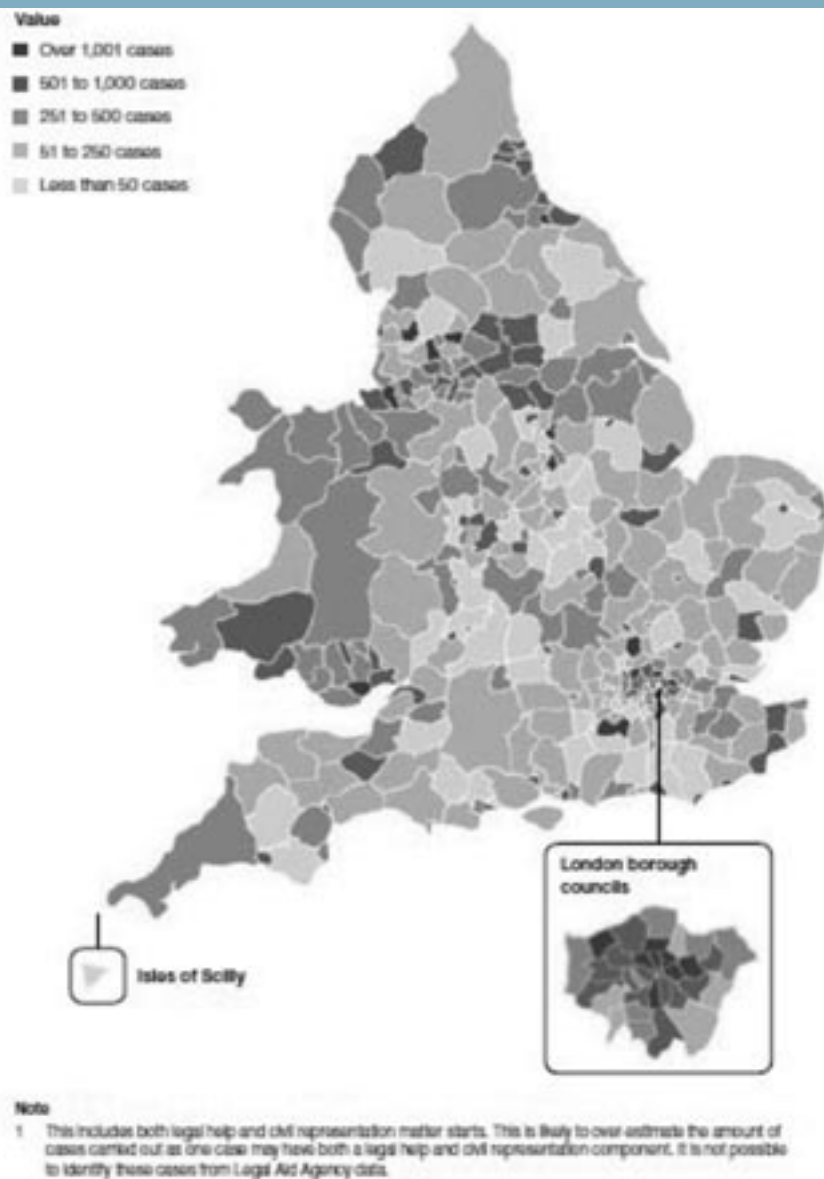 Value
Over 1,001 cases
501 to 1,000 cases
251 to 500 cases
51 to 250 cases
Less than 50 cases
London borough
councils
Isles of Scilly
Note
1 This includes both legal help and civil representation matter starts. This is likely to over-estimate the amount of
cases carried out as one case may have both a legal help and civil representation component. It is not possible
to identify these cases from Legal Aid Agency data.